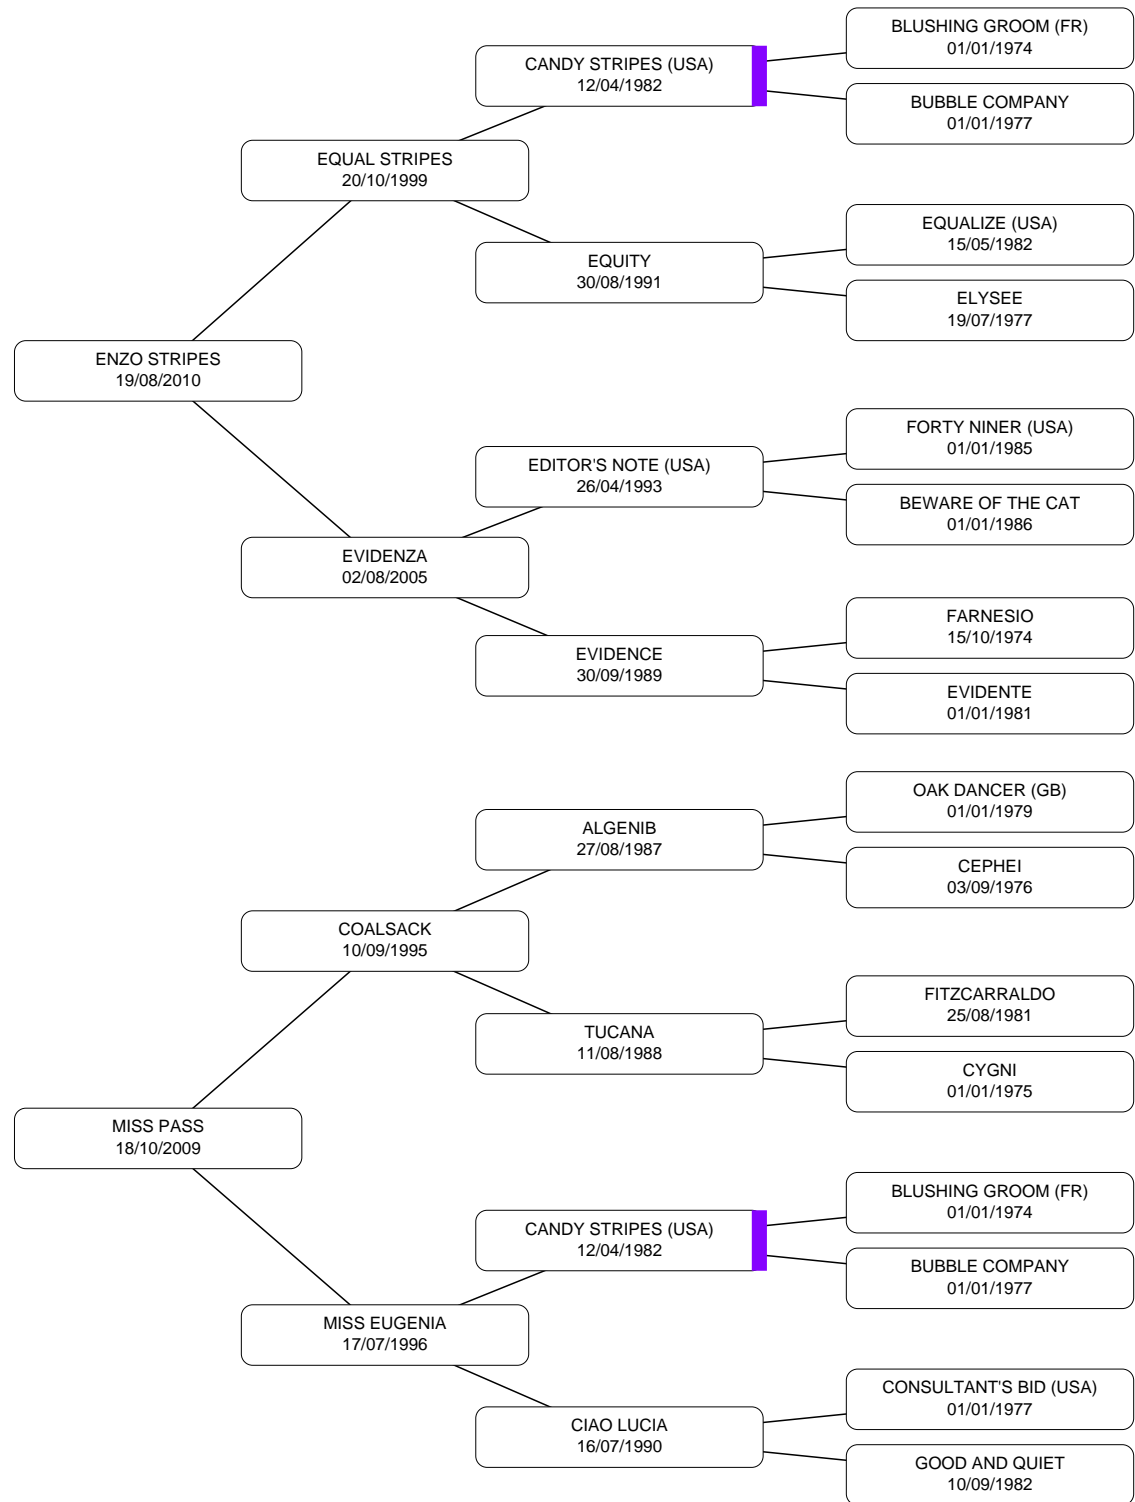 BLUSHING GROOM (FR)
01/01/1974
CANDY STRIPES (USA)
12/04/1982
BUBBLE COMPANY
01/01/1977
EQUAL STRIPES
20/10/1999
EQUALIZE (USA)
15/05/1982
EQUITY
30/08/1991
ELYSEE
19/07/1977
ENZO STRIPES
19/08/2010
FORTY NINER (USA)
01/01/1985
EDITOR'S NOTE (USA)
26/04/1993
BEWARE OF THE CAT
01/01/1986
EVIDENZA
02/08/2005
FARNESIO
15/10/1974
EVIDENCE
30/09/1989
EVIDENTE
01/01/1981
OAK DANCER (GB)
01/01/1979
ALGENIB
27/08/1987
CEPHEI
03/09/1976
COALSACK
10/09/1995
FITZCARRALDO
25/08/1981
TUCANA
11/08/1988
CYGNI
01/01/1975
MISS PASS
18/10/2009
BLUSHING GROOM (FR)
01/01/1974
CANDY STRIPES (USA)
12/04/1982
BUBBLE COMPANY
01/01/1977
MISS EUGENIA
17/07/1996
CONSULTANT'S BID (USA)
01/01/1977
CIAO LUCIA
16/07/1990
GOOD AND QUIET
10/09/1982